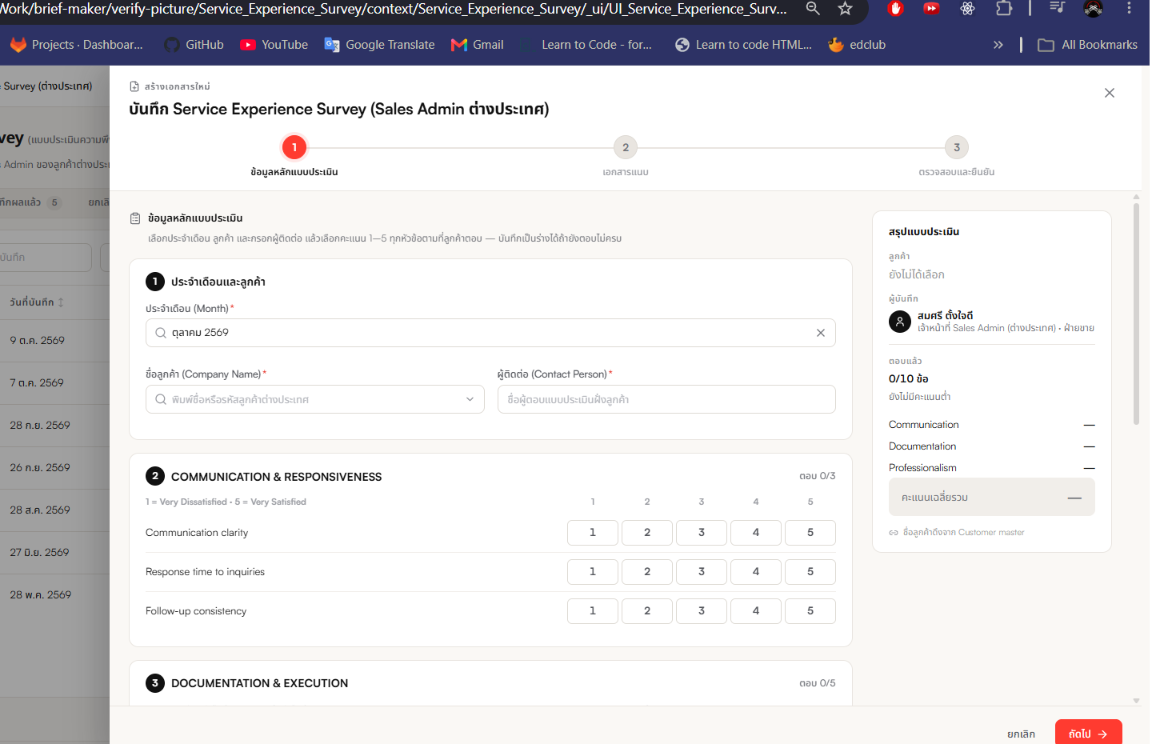 Work/brief-maker/verify-picture/Service_Experience_Survey/context/Service_Experience_Survey/_ui/UI_Service_Experience_Surv...
Projects · Dashboar...
GitHub
YouTube
Google Translate
Gmail
Learn to Code - for...
Learn to code HTML...
edclub
»
All Bookmarks
Survey (ต่างประเทศ)
vey (แบบประเมินความพึ
Admin ของลูกค้าต่างประเ
ทึกผลแล้ว 5
ยกเลิ
บันทึก
วันที่บันทึก
9 ต.ค. 2569
7 ต.ค. 2569
28 ก.ย. 2569
26 ก.ย. 2569
28 ส.ค. 2569
27 มิ.ย. 2569
28 พ.ค. 2569
สร้างเอกสารใหม่
บันทึก Service Experience Survey (Sales Admin ต่างประเทศ)
1
2
3
ข้อมูลหลักแบบประเมิน
เอกสารแนบ
ตรวจสอบและยืนยัน
ข้อมูลหลักแบบประเมิน
เลือกประจำเดือน ลูกค้า และกรอกผู้ติดต่อ แล้วเลือกคะแนน 1–5 ทุกหัวข้อตามที่ลูกค้าตอบ — บันทึกเป็นร่างได้ถ้ายังตอบไม่ครบ
1 ประจำเดือนและลูกค้า
ประจำเดือน (Month) *
ตุลาคม 2569
ชื่อลูกค้า (Company Name) *
พิมพ์ชื่อหรือรหัสลูกค้าต่างประเทศ
ผู้ติดต่อ (Contact Person) *
ชื่อผู้ตอบแบบประเมินฝั่งลูกค้า
2 COMMUNICATION & RESPONSIVENESS
ตอบ 0/3
1 = Very Dissatisfied · 5 = Very Satisfied
1 2 3 4 5
Communication clarity 1 2 3 4 5
Response time to inquiries 1 2 3 4 5
Follow-up consistency 1 2 3 4 5
3 DOCUMENTATION & EXECUTION
ตอบ 0/5
สรุปแบบประเมิน
ลูกค้า
ยังไม่ได้เลือก
ผู้บันทึก
สมศรี ตั้งใจดี
เจ้าหน้าที่ Sales Admin (ต่างประเทศ) · ฝ่ายขาย
ตอบแล้ว
0/10 ข้อ
ยังไม่มีคะแนนต่ำ
Communication —
Documentation —
Professionalism —
คะแนนเฉลี่ยรวม —
ชื่อลูกค้าดึงจาก Customer master
ยกเลิก
ถัดไป →